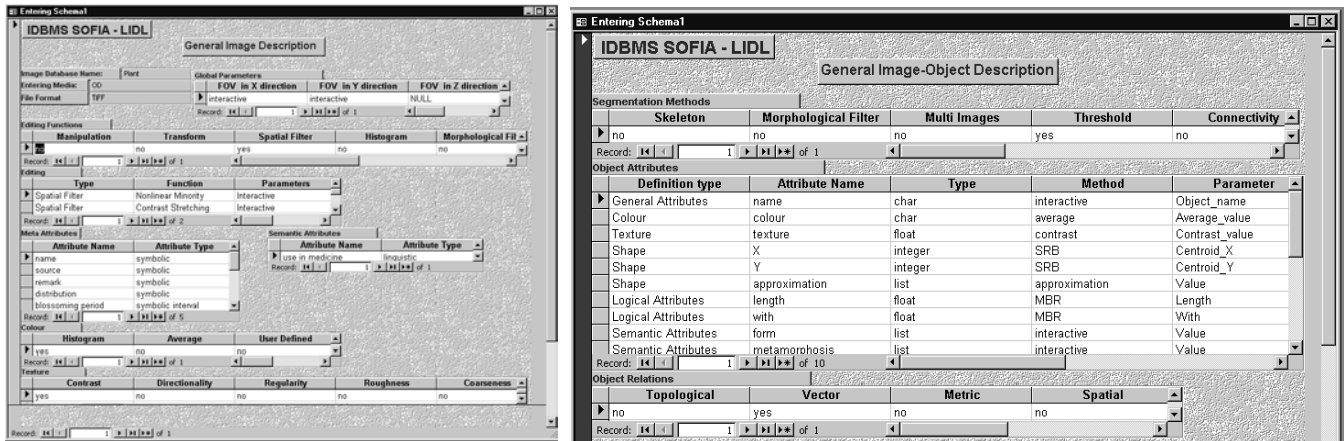 Entering Schema1
IDBMS SOFIA - LIDL
General Image Description
Image Database Name: Plant
Entering Media: OD
File Format TIFF
Global Parameters
FOV in X direction FOV in Y direction FOV in Z direction
interactive interactive NULL
Record: 1 of 1
Editing Functions
Manipulation Transform Spatial Filter Histogram Morphological Fil
no no yes no no
Record: 1 of 1
Editing
Type Function Parameters
Spatial Filter Nonlinear Minority Interactive
Spatial Filter Contrast Stretching Interactive
Record: 1 of 2
Meta Attributes
Attribute Name Attribute Type
name symbolic
source symbolic
remark symbolic
distribution symbolic
blossoming period symbolic interval
Record: 1 of 5
Semantic Attributes
Attribute Name Attribute Type
use in medicine linguistic
Record: 1 of 1
Colour
Histogram Average User Defined
yes no no
Record: 1 of 1
Texture
Contrast Directionality Regularity Roughness Coarseness
yes no no no no
Record: 1 of 1
Entering Schema1
IDBMS SOFIA - LIDL
General Image-Object Description
Segmentation Methods
Skeleton Morphological Filter Multi Images Threshold Connectivity
no no no yes no
Record: 1 of 1
Object Attributes
Definition type Attribute Name Type Method Parameter
General Attributes name char interactive Object_name
Colour colour char average Average_value
Texture texture float contrast Contrast_value
Shape X integer SRB Centroid_X
Shape Y integer SRB Centroid_Y
Shape approximation list approximation Value
Logical Attributes length float MBR Length
Logical Attributes with float MBR With
Semantic Attributes form list interactive Value
Semantic Attributes metamorphosis list interactive Value
Record: 1 of 10
Object Relations
Topological Vector Metric Spatial
no yes no no
Record: 1 of 1